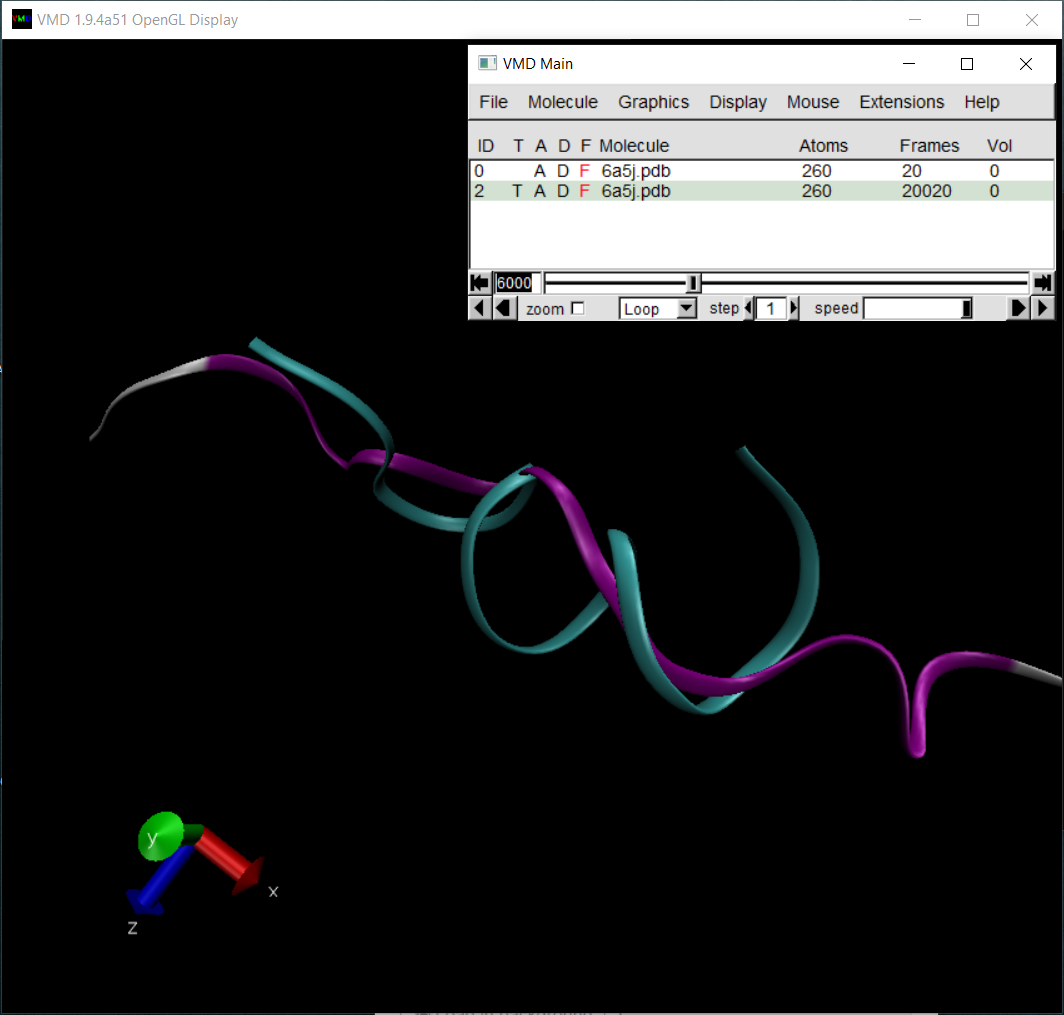 VMD VMD 1.9.4a51 OpenGL Display
VMD Main
File Molecule Graphics Display Mouse Extensions Help
ID T A D F Molecule Atoms Frames Vol
0 A D F 6a5j.pdb 260 20 0
2 T A D F 6a5j.pdb 260 20020 0
6000
zoom Loop step 1 speed
y
x
z